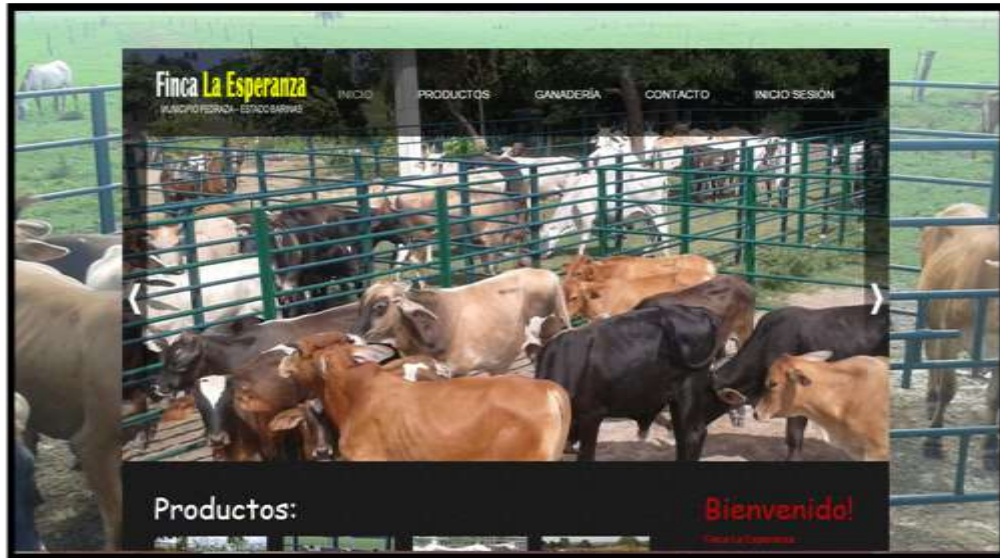 Finca La Esperanza
MUNICIPIO PEDRAZA - ESTADO BARINAS
INICIO PRODUCTOS GANADERÍA CONTACTO INICIO SESIÓN
Productos: Bienvenido!
Finca La Esperanza